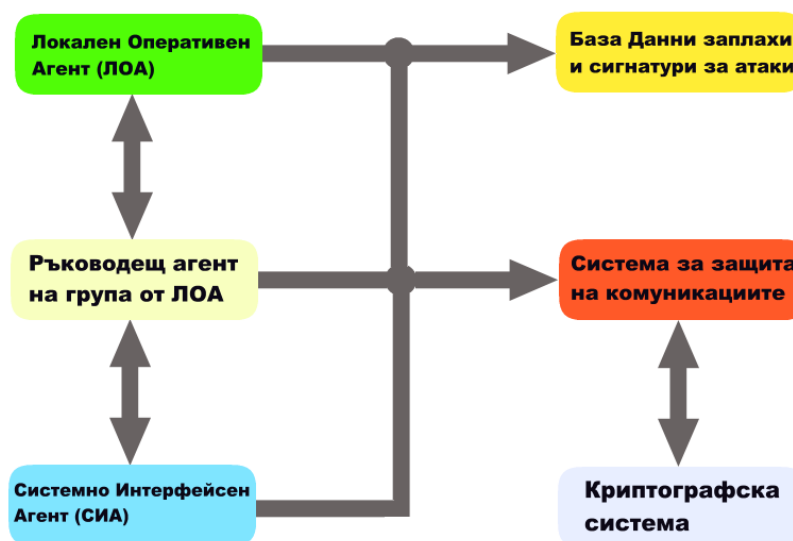 Локален Оперативен
Агент (ЛОА)
База Данни заплахи
и сигнатури за атаки
Ръководещ агент
на група от ЛОА
Система за защита
на комуникациите
Системно Интерфейсен
Агент (СИА)
Криптографска
система